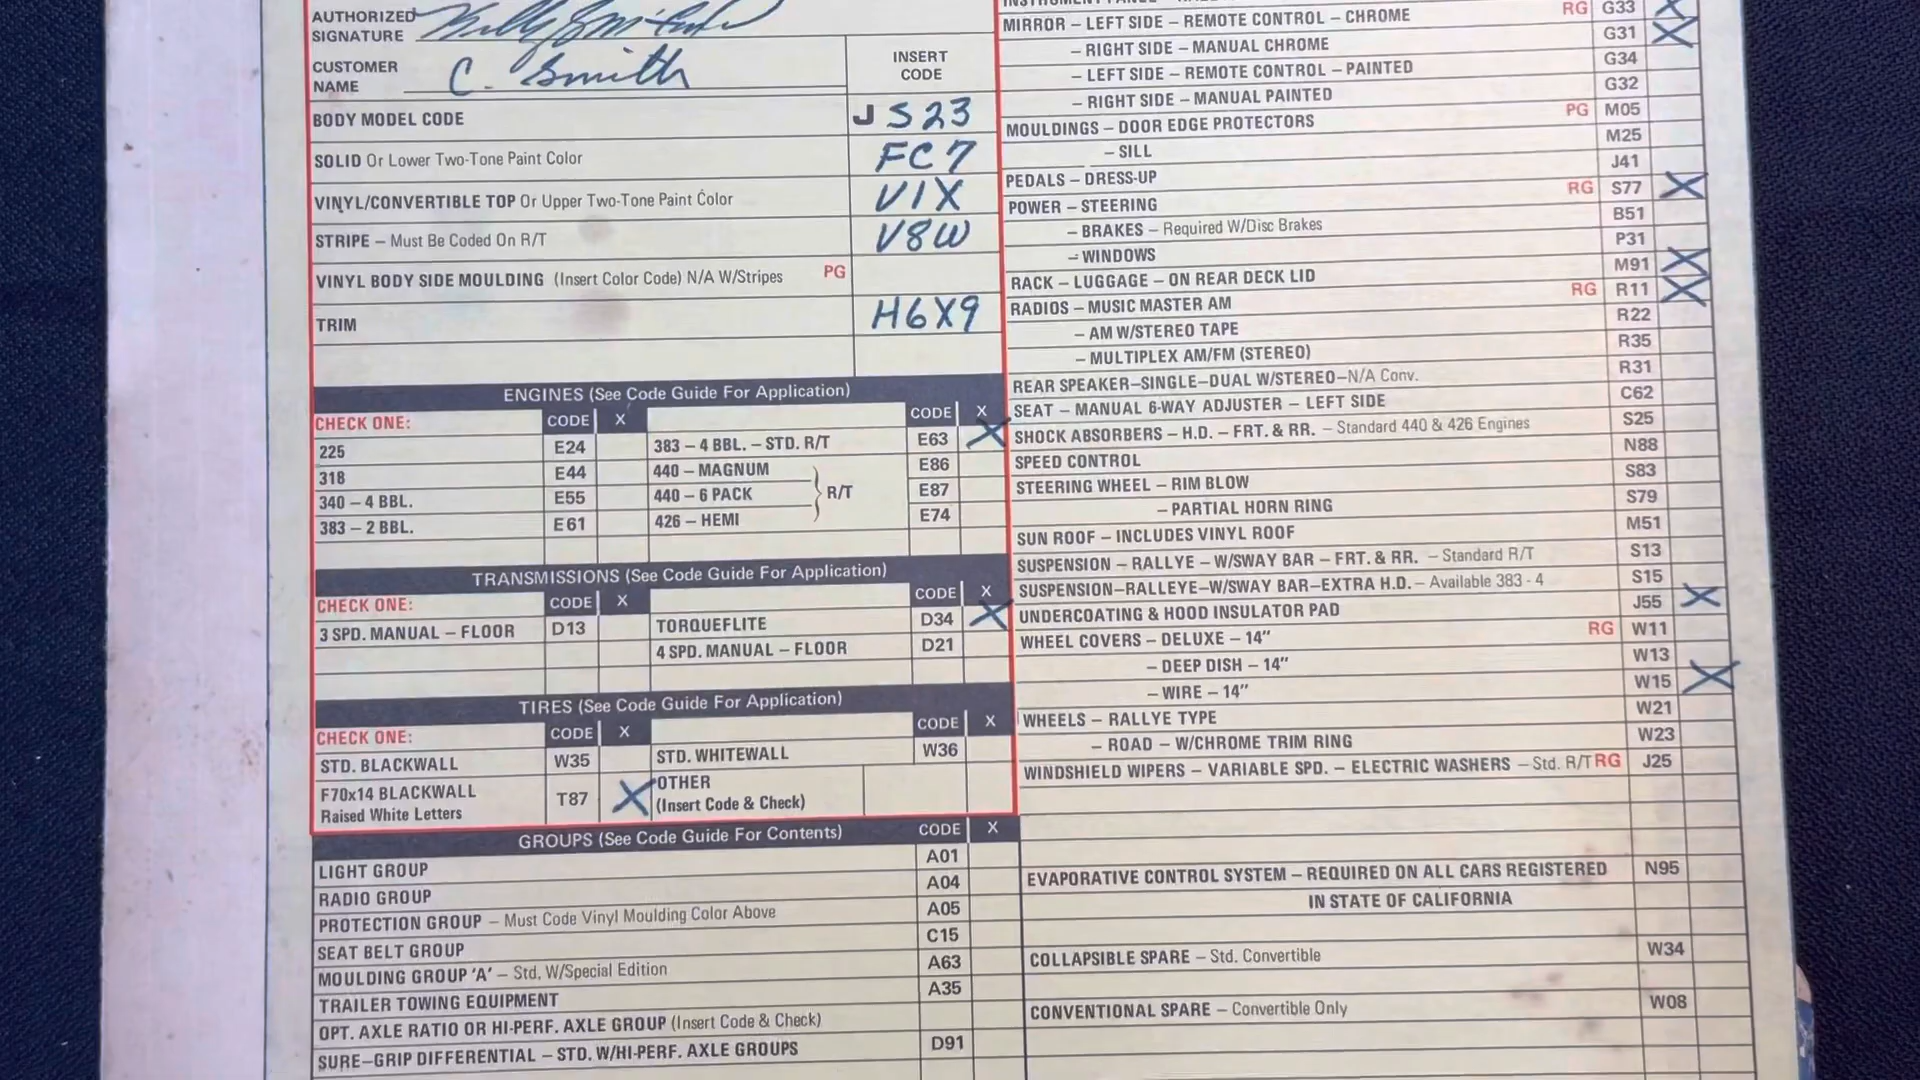 AUTHORIZED
SIGNATURE
CUSTOMER
NAME C. Smith
INSERT
CODE
BODY MODEL CODE JS23
SOLID Or Lower Two-Tone Paint Color FC7
VINYL/CONVERTIBLE TOP Or Upper Two-Tone Paint Color V1X
STRIPE – Must Be Coded On R/T V8W
VINYL BODY SIDE MOULDING (Insert Color Code) N/A W/Stripes PG
TRIM H6X9
ENGINES (See Code Guide For Application)
CHECK ONE: CODE X CODE X
225 E24 383 – 4 BBL. – STD. R/T E63 X
318 E44 440 – MAGNUM E86
340 – 4 BBL. E55 440 – 6 PACK R/T E87
383 – 2 BBL. E61 426 – HEMI E74
TRANSMISSIONS (See Code Guide For Application)
CHECK ONE: CODE X CODE X
3 SPD. MANUAL – FLOOR D13 TORQUEFLITE D34 X
4 SPD. MANUAL – FLOOR D21
TIRES (See Code Guide For Application)
CHECK ONE: CODE X CODE X
STD. BLACKWALL W35 STD. WHITEWALL W36
F70x14 BLACKWALL
Raised White Letters T87 X OTHER
(Insert Code & Check)
GROUPS (See Code Guide For Contents) CODE X
LIGHT GROUP A01
RADIO GROUP A04
PROTECTION GROUP – Must Code Vinyl Moulding Color Above A05
SEAT BELT GROUP C15
MOULDING GROUP 'A' – Std. W/Special Edition A63
TRAILER TOWING EQUIPMENT A35
OPT. AXLE RATIO OR HI-PERF. AXLE GROUP (Insert Code & Check)
SURE–GRIP DIFFERENTIAL – STD. W/HI-PERF. AXLE GROUPS D91
MIRROR – LEFT SIDE – REMOTE CONTROL – CHROME RG G33 X
– RIGHT SIDE – MANUAL CHROME G31 X
– LEFT SIDE – REMOTE CONTROL – PAINTED G34
– RIGHT SIDE – MANUAL PAINTED G32
MOULDINGS – DOOR EDGE PROTECTORS PG M05
– SILL M25
PEDALS – DRESS-UP J41
POWER – STEERING RG S77 X
– BRAKES – Required W/Disc Brakes B51
– WINDOWS P31
RACK – LUGGAGE – ON REAR DECK LID M91 X
RADIOS – MUSIC MASTER AM RG R11 X
– AM W/STEREO TAPE R22
– MULTIPLEX AM/FM (STEREO) R35
REAR SPEAKER–SINGLE–DUAL W/STEREO–N/A Conv. R31
SEAT – MANUAL 6-WAY ADJUSTER – LEFT SIDE C62
SHOCK ABSORBERS – H.D. – FRT. & RR. – Standard 440 & 426 Engines S25
SPEED CONTROL N88
STEERING WHEEL – RIM BLOW S83
– PARTIAL HORN RING S79
SUN ROOF – INCLUDES VINYL ROOF M51
SUSPENSION – RALLYE – W/SWAY BAR – FRT. & RR. – Standard R/T S13
SUSPENSION–RALLEYE–W/SWAY BAR–EXTRA H.D. – Available 383 - 4 S15
UNDERCOATING & HOOD INSULATOR PAD J55 X
WHEEL COVERS – DELUXE – 14" RG W11
– DEEP DISH – 14" W13
– WIRE – 14" W15 X
WHEELS – RALLYE TYPE W21
– ROAD – W/CHROME TRIM RING W23
WINDSHIELD WIPERS – VARIABLE SPD. – ELECTRIC WASHERS – Std. R/T RG J25
EVAPORATIVE CONTROL SYSTEM – REQUIRED ON ALL CARS REGISTERED N95
IN STATE OF CALIFORNIA
COLLAPSIBLE SPARE – Std. Convertible W34
CONVENTIONAL SPARE – Convertible Only W08